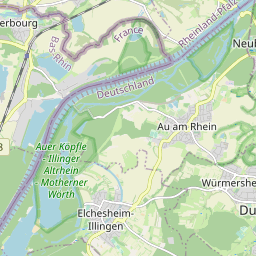 erbourg
Bas-Rhin
France
Rheinland-Pfalz
Deutschland
Neub
Au am Rhein
Auer Köpfle
- Illinger
Altrhein
- Motherner
Wörth
Würmershe
Elchesheim-
Illingen
Du
3